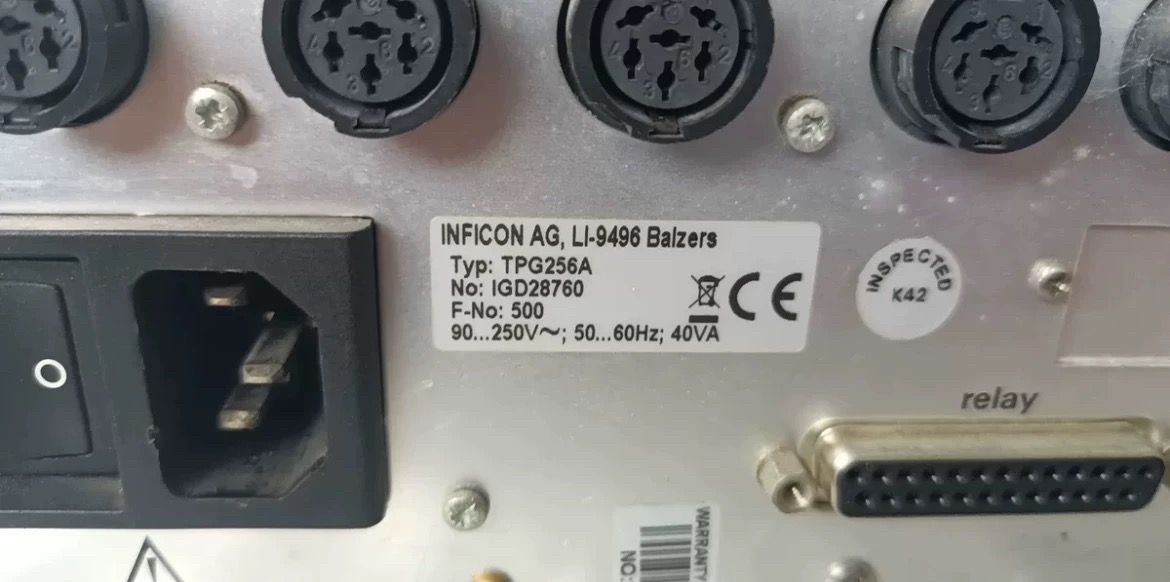 INFICON AG, LI-9496 Balzers
Typ: TPG256A
No: IGD28760
F-No: 500
90...250V～; 50...60Hz; 40VA
CE
INSPECTED
K42
relay
WARRANTY
NO: